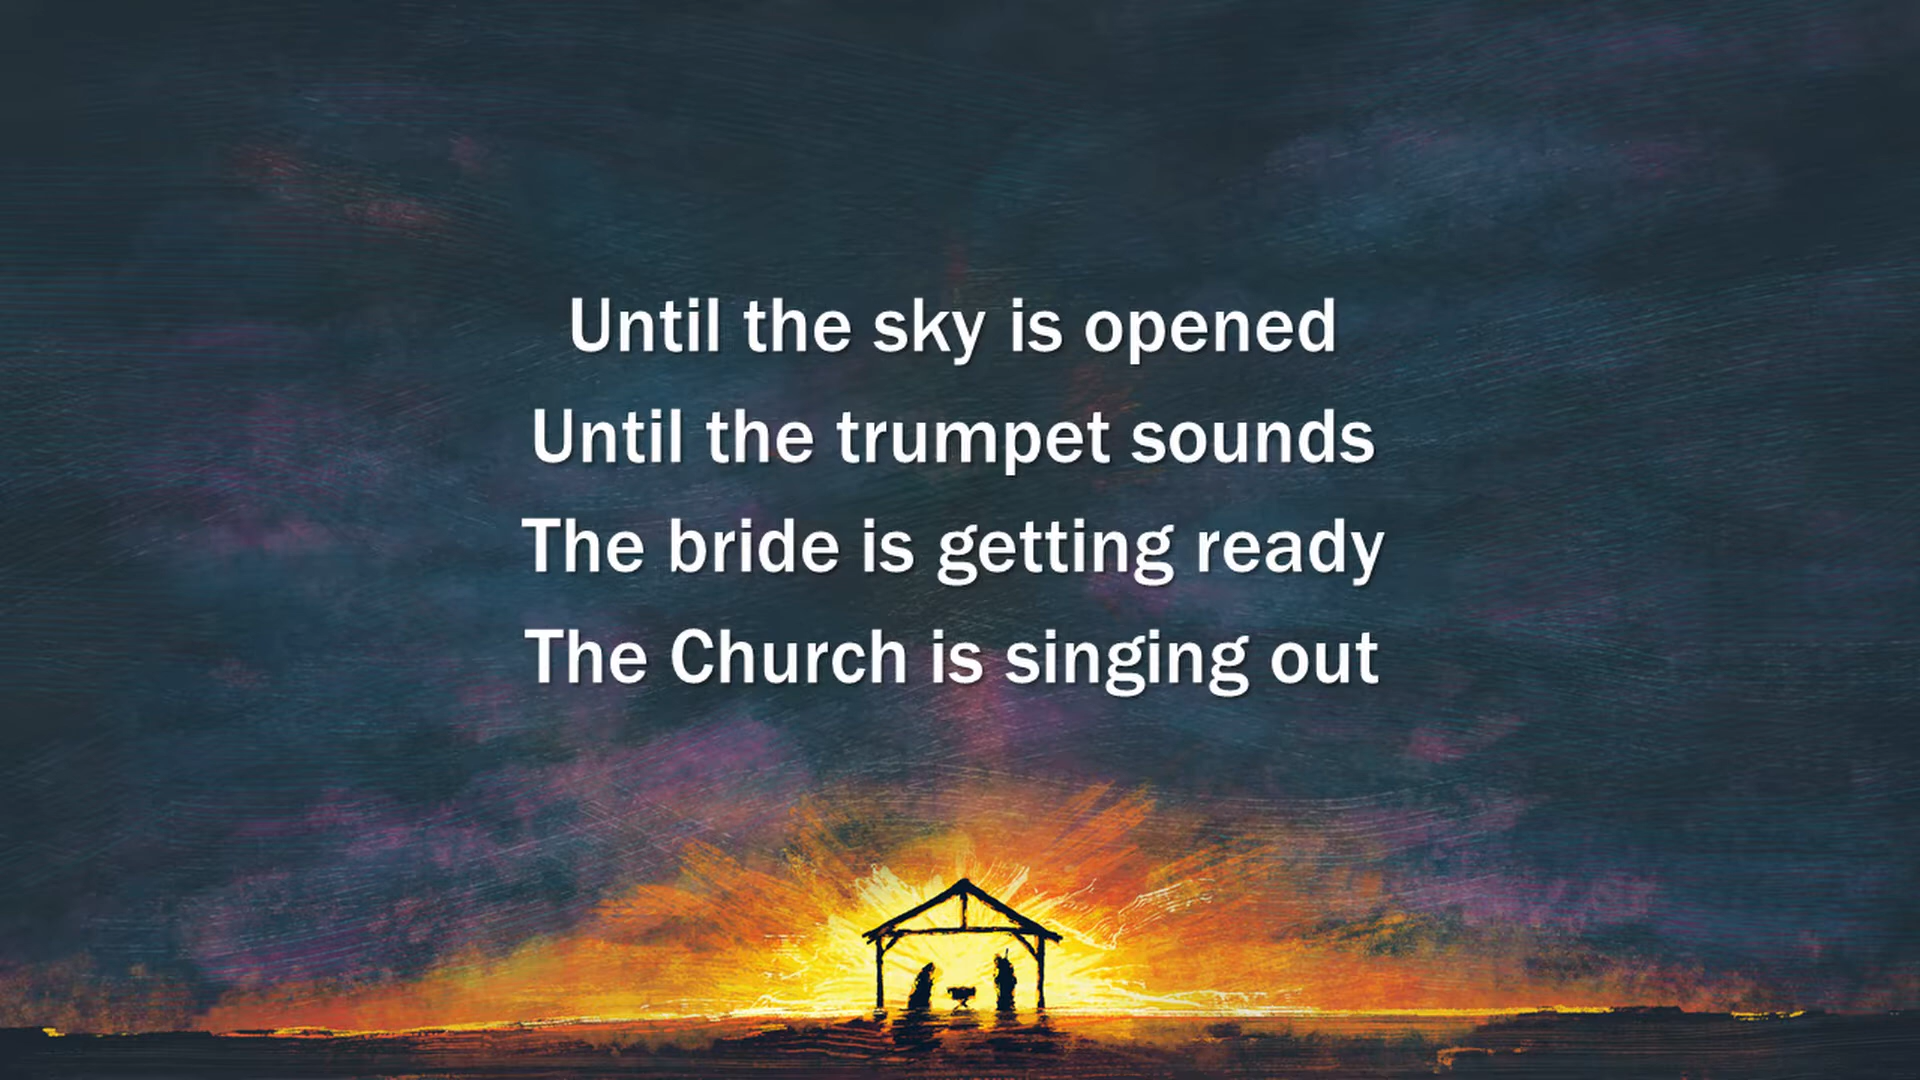 Until the sky is opened
Until the trumpet sounds
The bride is getting ready
The Church is singing out